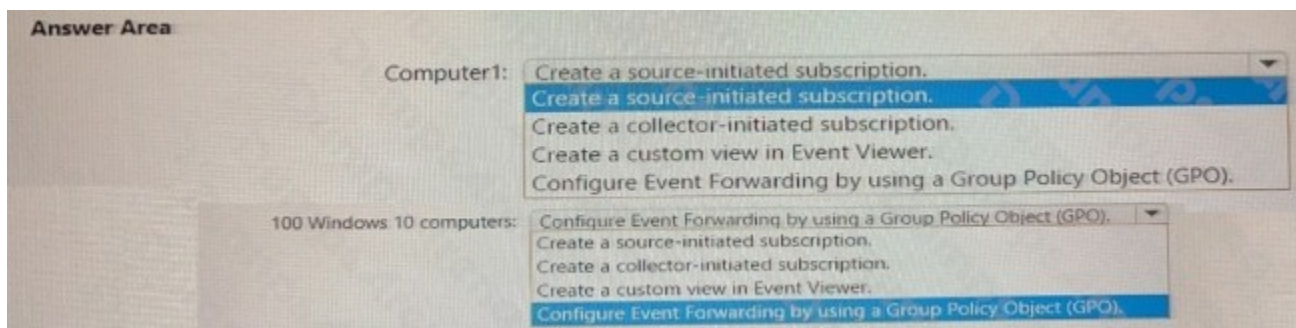 Answer Area
Computer1: Create a source-initiated subscription.
Create a source-initiated subscription.
Create a collector-initiated subscription.
Create a custom view in Event Viewer.
Configure Event Forwarding by using a Group Policy Object (GPO).
100 Windows 10 computers: Configure Event Forwarding by using a Group Policy Object (GPO).
Create a source-initiated subscription.
Create a collector-initiated subscription.
Create a custom view in Event Viewer.
Configure Event Forwarding by using a Group Policy Object (GPO).